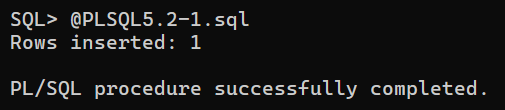 SQL> @PLSQL5.2-1.sql
Rows inserted: 1
PL/SQL procedure successfully completed.